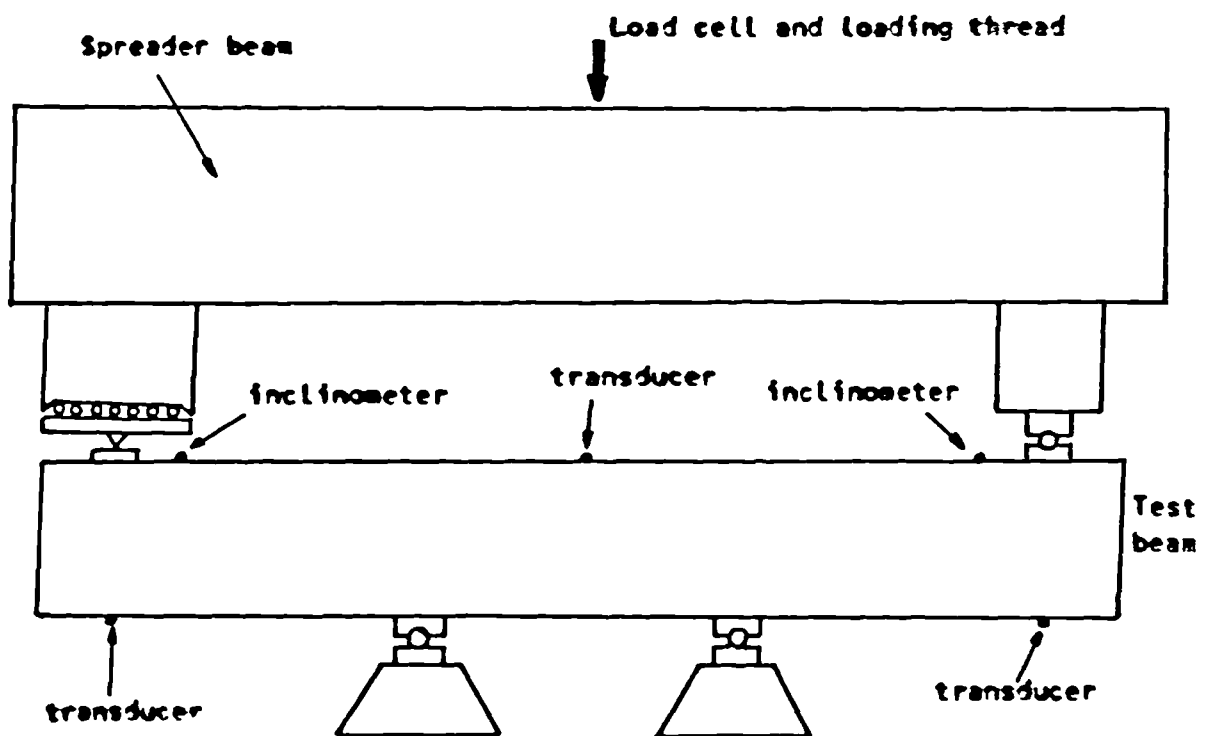 Load cell and loading thread
Spreader beam
transducer
inclinometer
inclinometer
Test
beam
transducer
transducer